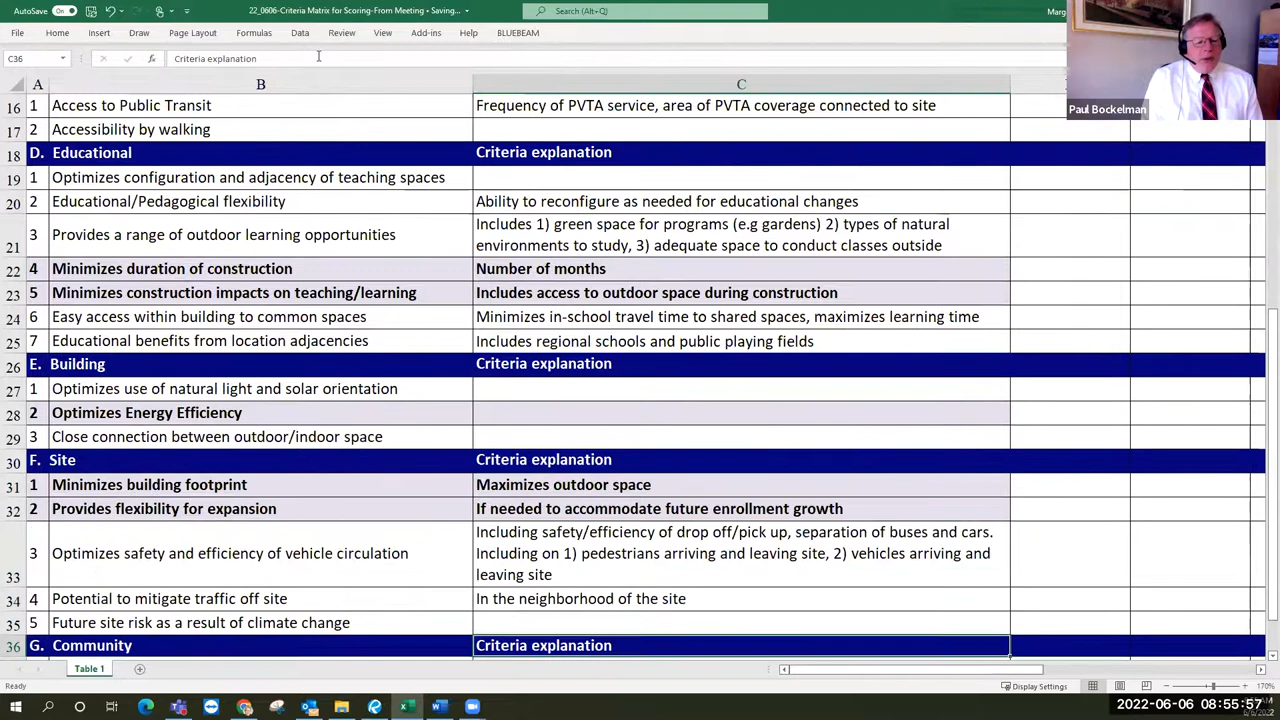 AutoSave On 22_0606-Criteria Matrix for Scoring-From Meeting • Saving... Search (Alt+Q)
File Home Insert Draw Page Layout Formulas Data Review View Add-ins Help BLUEBEAM
C36 fx Criteria explanation
Paul Bockelman
A B C
16 1 Access to Public Transit Frequency of PVTA service, area of PVTA coverage connected to site
17 2 Accessibility by walking
18 D. Educational Criteria explanation
19 1 Optimizes configuration and adjacency of teaching spaces
20 2 Educational/Pedagogical flexibility Ability to reconfigure as needed for educational changes
Includes 1) green space for programs (e.g gardens) 2) types of natural
21 3 Provides a range of outdoor learning opportunities environments to study, 3) adequate space to conduct classes outside
22 4 Minimizes duration of construction Number of months
23 5 Minimizes construction impacts on teaching/learning Includes access to outdoor space during construction
24 6 Easy access within building to common spaces Minimizes in-school travel time to shared spaces, maximizes learning time
25 7 Educational benefits from location adjacencies Includes regional schools and public playing fields
26 E. Building Criteria explanation
27 1 Optimizes use of natural light and solar orientation
28 2 Optimizes Energy Efficiency
29 3 Close connection between outdoor/indoor space
30 F. Site Criteria explanation
31 1 Minimizes building footprint Maximizes outdoor space
32 2 Provides flexibility for expansion If needed to accommodate future enrollment growth
Including safety/efficiency of drop off/pick up, separation of buses and cars.
3 Optimizes safety and efficiency of vehicle circulation Including on 1) pedestrians arriving and leaving site, 2) vehicles arriving and
33 leaving site
34 4 Potential to mitigate traffic off site In the neighborhood of the site
35 5 Future site risk as a result of climate change
36 G. Community Criteria explanation
Table 1
Ready Display Settings 170%
2022-06-06 08:55:57